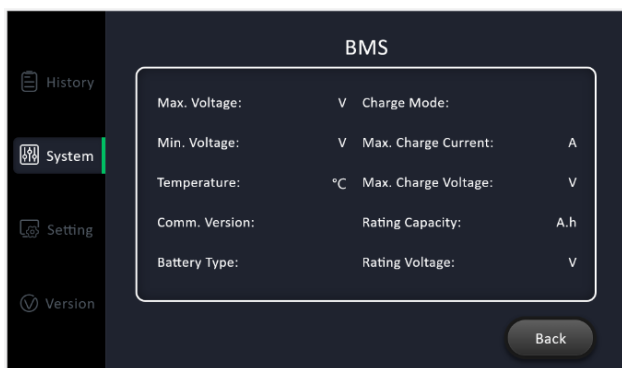 BMS
History
System
Setting
Version
Max. Voltage: V Charge Mode:
Min. Voltage: V Max. Charge Current: A
Temperature: °C Max. Charge Voltage: V
Comm. Version: Rating Capacity: A.h
Battery Type: Rating Voltage: V
Back